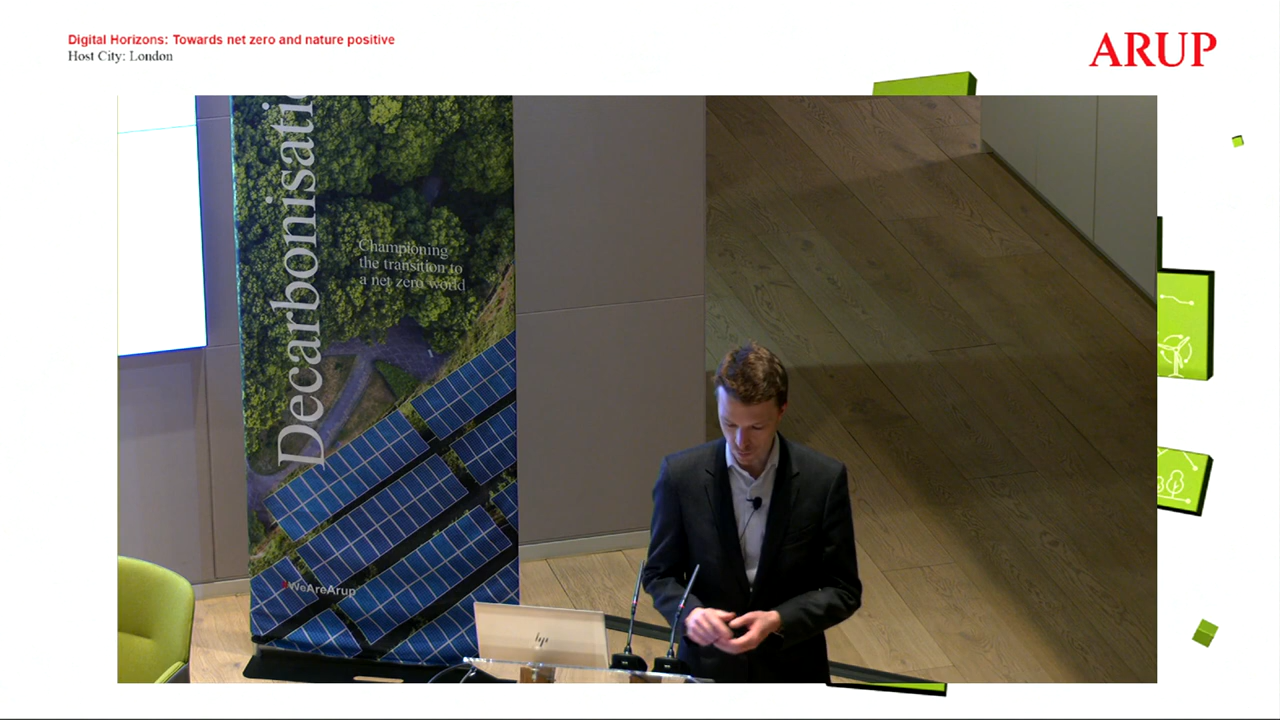 Digital Horizons: Towards net zero and nature positive
Host City: London
ARUP
Decarbonisati
Championing
the transition to
a net zero world
#WeAreArup
hp